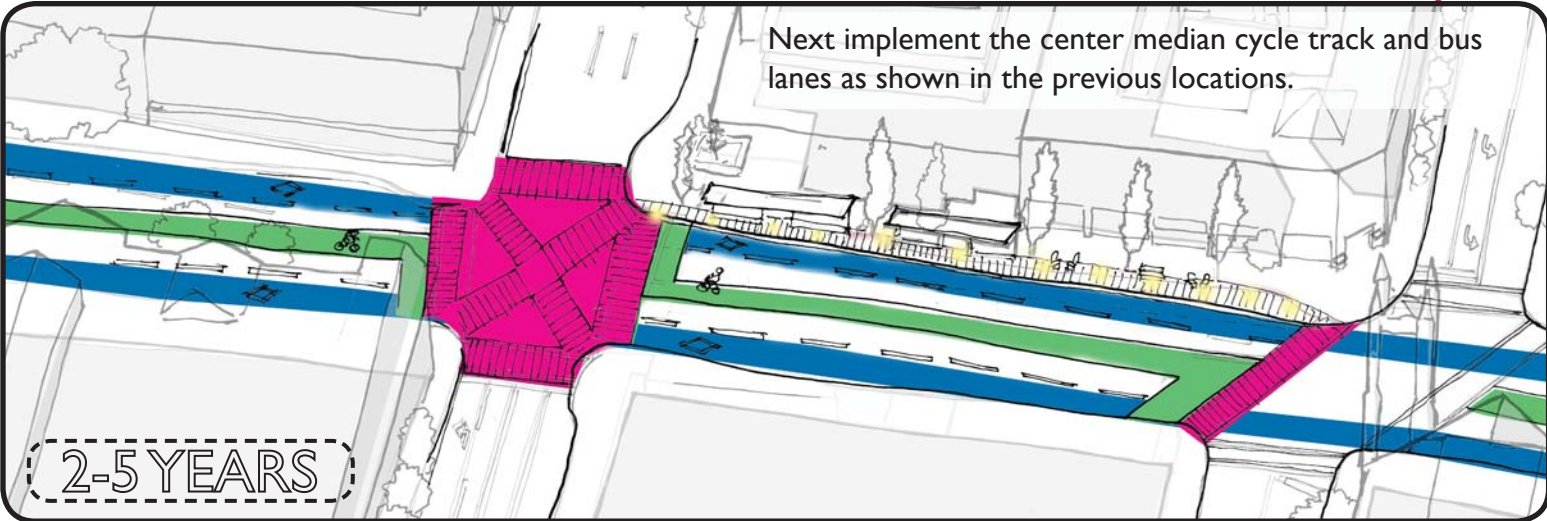 Next implement the center median cycle track and bus
lanes as shown in the previous locations.
2-5 YEARS